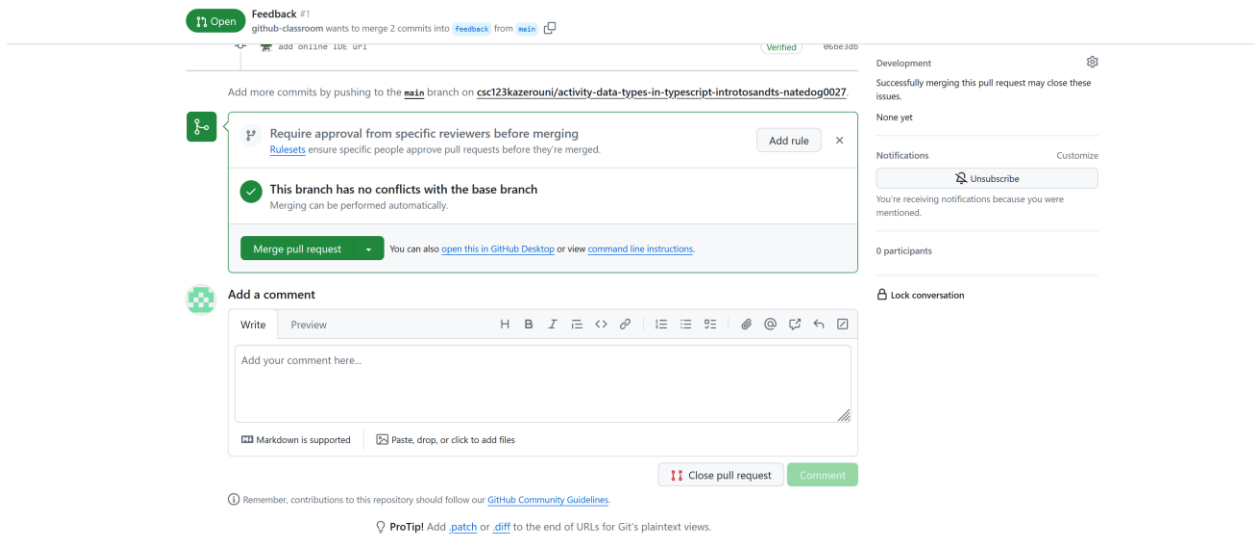 Open
Feedback #1
github-classroom wants to merge 2 commits into feedback from main
add online IDE url
Verified
06be3db
Add more commits by pushing to the main branch on csc123kazerouni/activity-data-types-in-typescript-introtosandts-natedog0027.
Require approval from specific reviewers before merging
Rulesets ensure specific people approve pull requests before they're merged.
Add rule
This branch has no conflicts with the base branch
Merging can be performed automatically.
Merge pull request
You can also open this in GitHub Desktop or view command line instructions.
Add a comment
Write
Preview
Add your comment here...
Markdown is supported
Paste, drop, or click to add files
Close pull request
Comment
Remember, contributions to this repository should follow our GitHub Community Guidelines.
ProTip! Add .patch or .diff to the end of URLs for Git's plaintext views.
Development
Successfully merging this pull request may close these
issues.
None yet
Notifications
Customize
Unsubscribe
You're receiving notifications because you were
mentioned.
0 participants
Lock conversation